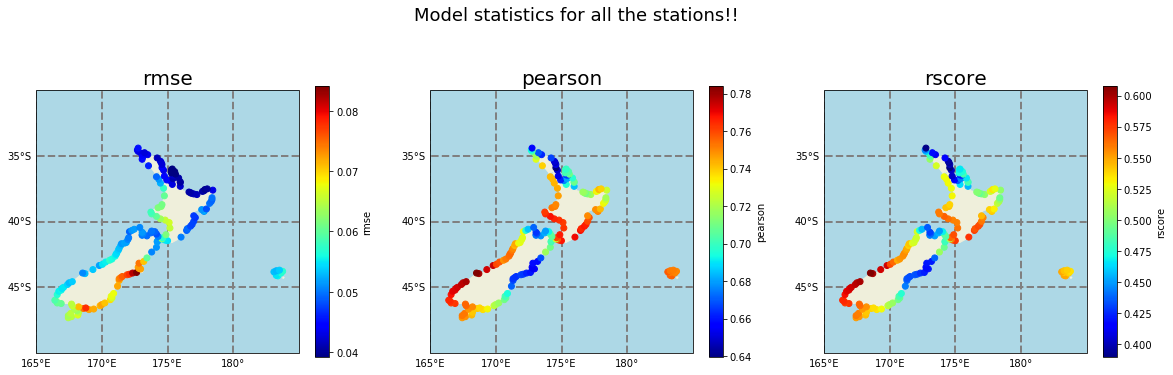 Model statistics for all the stations!!
rmse
35°S
40°S
45°S
165°E 170°E 175°E 180°
0.08
0.07
0.06
0.05
0.04
rmse
pearson
35°S
40°S
45°S
165°E 170°E 175°E 180°
0.78
0.76
0.74
0.72
0.70
0.68
0.66
0.64
pearson
rscore
35°S
40°S
45°S
165°E 170°E 175°E 180°
0.600
0.575
0.550
0.525
0.500
0.475
0.450
0.425
0.400
rscore